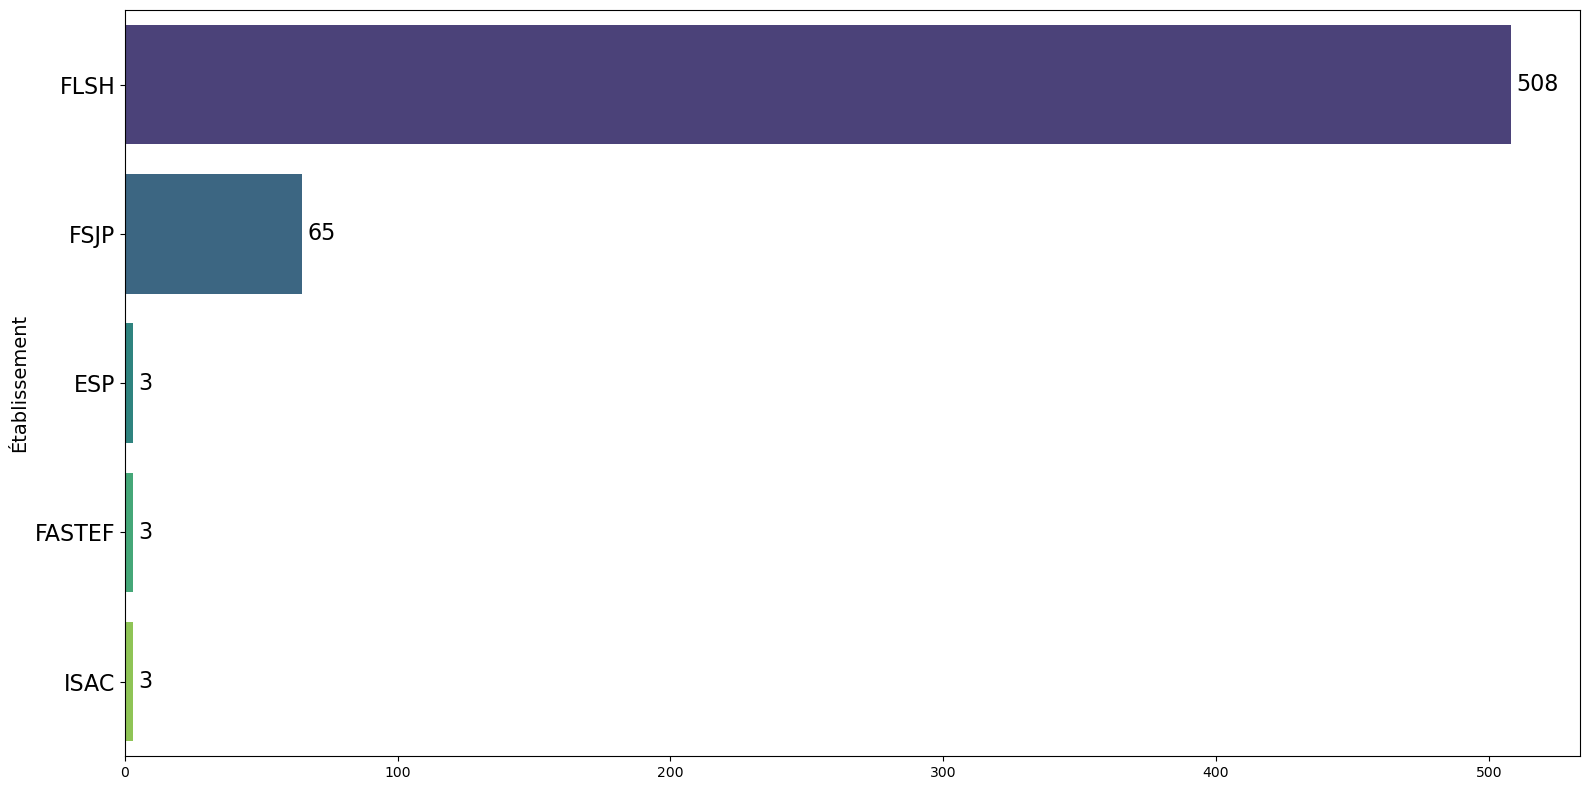 Établissement
FLSH
508
FSJP
65
ESP
3
FASTEF
3
ISAC
3
0 100 200 300 400 500